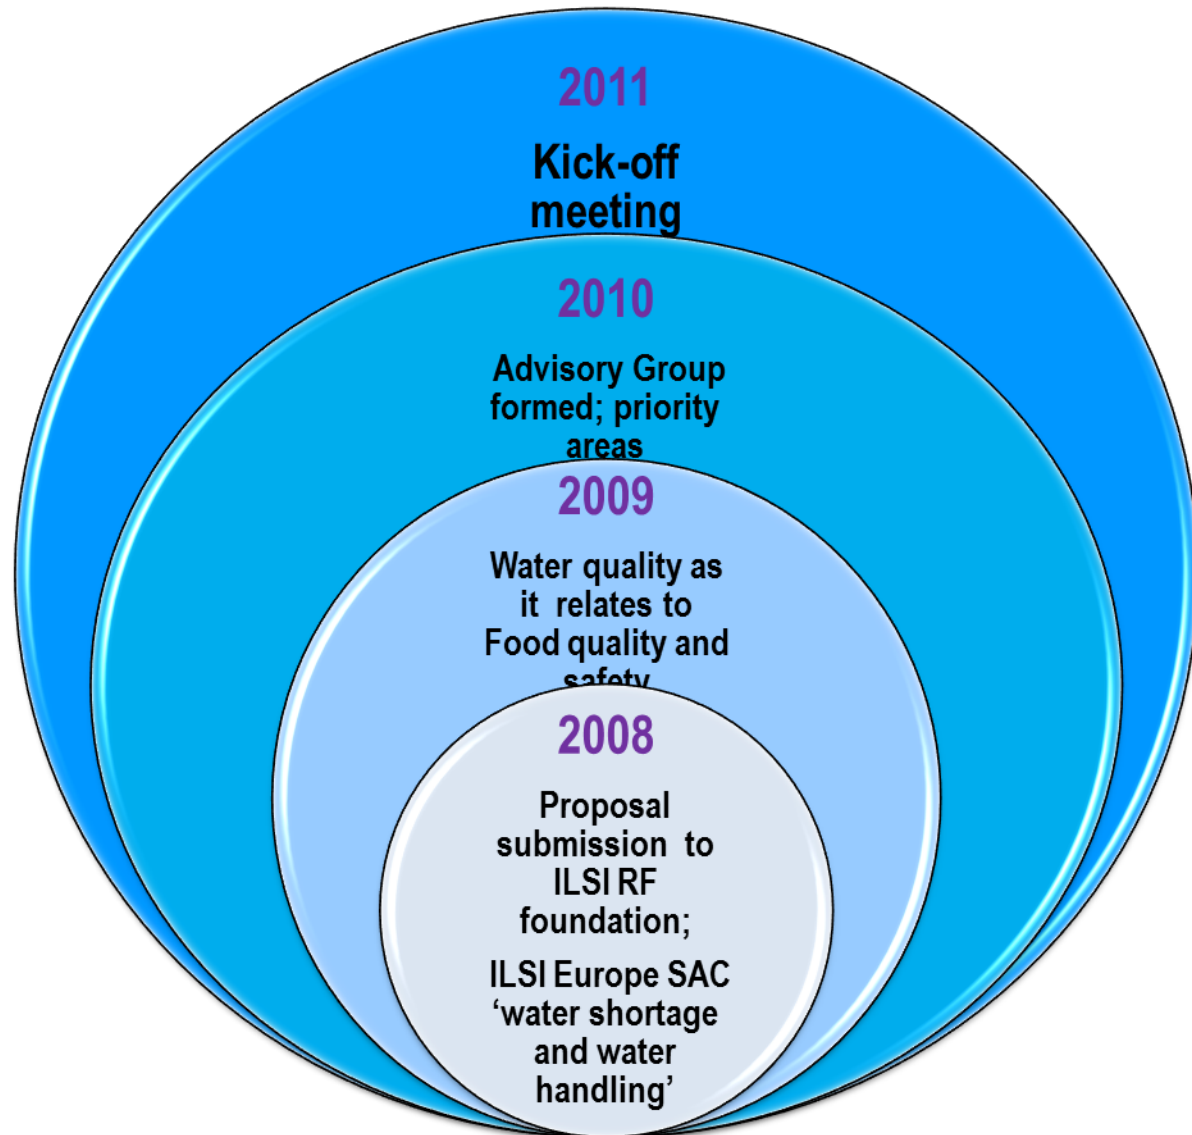 2011
Kick-off
meeting
2010
Advisory Group
formed; priority
areas
2009
Water quality as
it relates to
Food quality and
safety
2008
Proposal
submission to
ILSI RF
foundation;
ILSI Europe SAC
‘water shortage
and water
handling’